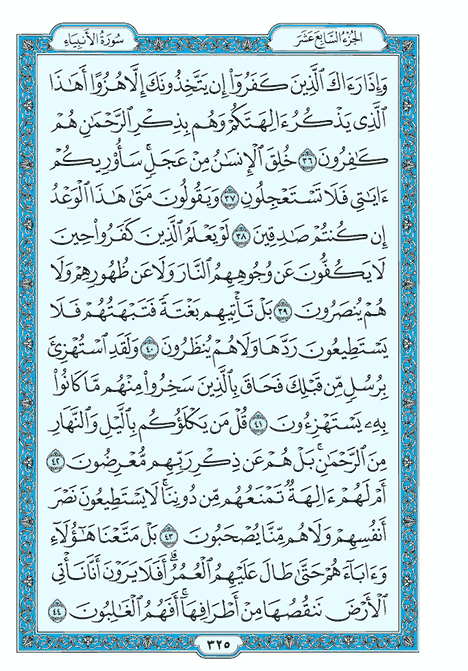 الجزء السابع عشر
سورة الأنبياء
وَإِذَا رَءَاكَ ٱلَّذِينَ كَفَرُوٓا۟ إِن يَتَّخِذُونَكَ إِلَّا هُزُوًا أَهَٰذَا
ٱلَّذِى يَذْكُرُ ءَالِهَتَكُمْ وَهُم بِذِكْرِ ٱلرَّحْمَٰنِ هُمْ
كَٰفِرُونَ ٣٦ خُلِقَ ٱلْإِنسَٰنُ مِنْ عَجَلٍ ۚ سَأُو۟رِيكُمْ
ءَايَٰتِى فَلَا تَسْتَعْجِلُونِ ٣٧ وَيَقُولُونَ مَتَىٰ هَٰذَا ٱلْوَعْدُ
إِن كُنتُمْ صَٰدِقِينَ ٣٨ لَوْ يَعْلَمُ ٱلَّذِينَ كَفَرُوا۟ حِينَ
لَا يَكُفُّونَ عَن وُجُوهِهِمُ ٱلنَّارَ وَلَا عَن ظُهُورِهِمْ وَلَا
هُمْ يُنصَرُونَ ٣٩ بَلْ تَأْتِيهِم بَغْتَةً فَتَبْهَتُهُمْ فَلَا
يَسْتَطِيعُونَ رَدَّهَا وَلَا هُمْ يُنظَرُونَ ٤٠ وَلَقَدِ ٱسْتُهْزِئَ
بِرُسُلٍ مِّن قَبْلِكَ فَحَاقَ بِٱلَّذِينَ سَخِرُوا۟ مِنْهُم مَّا كَانُوا۟
بِهِۦ يَسْتَهْزِءُونَ ٤١ قُلْ مَن يَكْلَؤُكُم بِٱلَّيْلِ وَٱلنَّهَارِ
مِنَ ٱلرَّحْمَٰنِ ۗ بَلْ هُمْ عَن ذِكْرِ رَبِّهِم مُّعْرِضُونَ ٤٢
أَمْ لَهُمْ ءَالِهَةٌ تَمْنَعُهُم مِّن دُونِنَا ۚ لَا يَسْتَطِيعُونَ نَصْرَ
أَنفُسِهِمْ وَلَا هُم مِّنَّا يُصْحَبُونَ ٤٣ بَلْ مَتَّعْنَا هَٰٓؤُلَآءِ
وَءَابَآءَهُمْ حَتَّىٰ طَالَ عَلَيْهِمُ ٱلْعُمُرُ ۗ أَفَلَا يَرَوْنَ أَنَّا نَأْتِى
ٱلْأَرْضَ نَنقُصُهَا مِنْ أَطْرَافِهَآ ۚ أَفَهُمُ ٱلْغَٰلِبُونَ ٤٤
٣٢٥